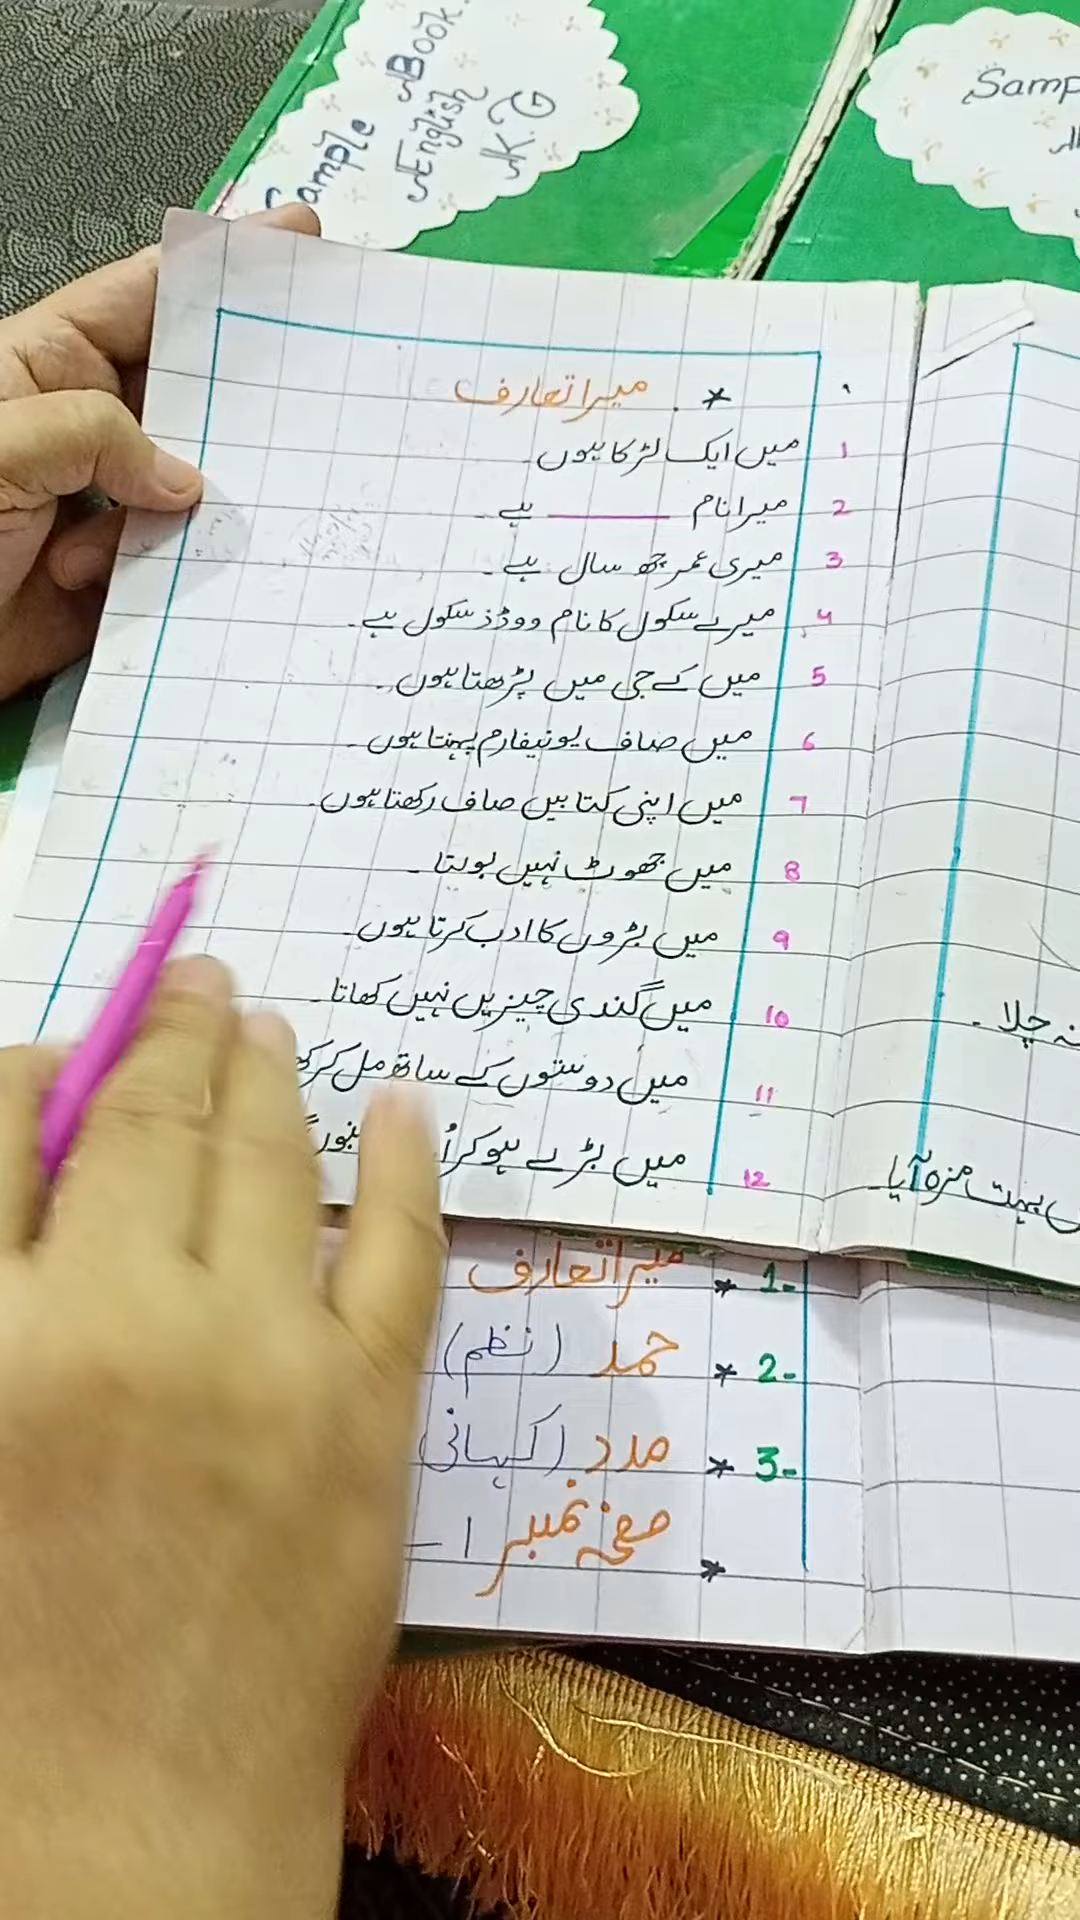 Sample Book
English
K.G
Samp
* میرا تعارف
1 میں ایک لڑکا ہوں۔
2 میرا نام ______ ہے۔
3 میری عمر چھ سال ہے۔
4 میرے سکول کا نام ووڈز سکول ہے۔
5 میں کے جی میں پڑھتا ہوں۔
6 میں صاف یونیفارم پہنتا ہوں۔
7 میں اپنی کتابیں صاف رکھتا ہوں۔
8 میں جھوٹ نہیں بولتا۔
9 میں بڑوں کا ادب کرتا ہوں۔
10 میں گندی چیزیں نہیں کھاتا۔
11 میں دوستوں کے ساتھ مل کر
12 میں بڑے ہو کر
نہ چلا۔
بہت مزہ آیا۔
1- * میرا تعارف
2- * حمد (نظم)
3- * مدد (کہانی
* صفحہ نمبر ۱ –